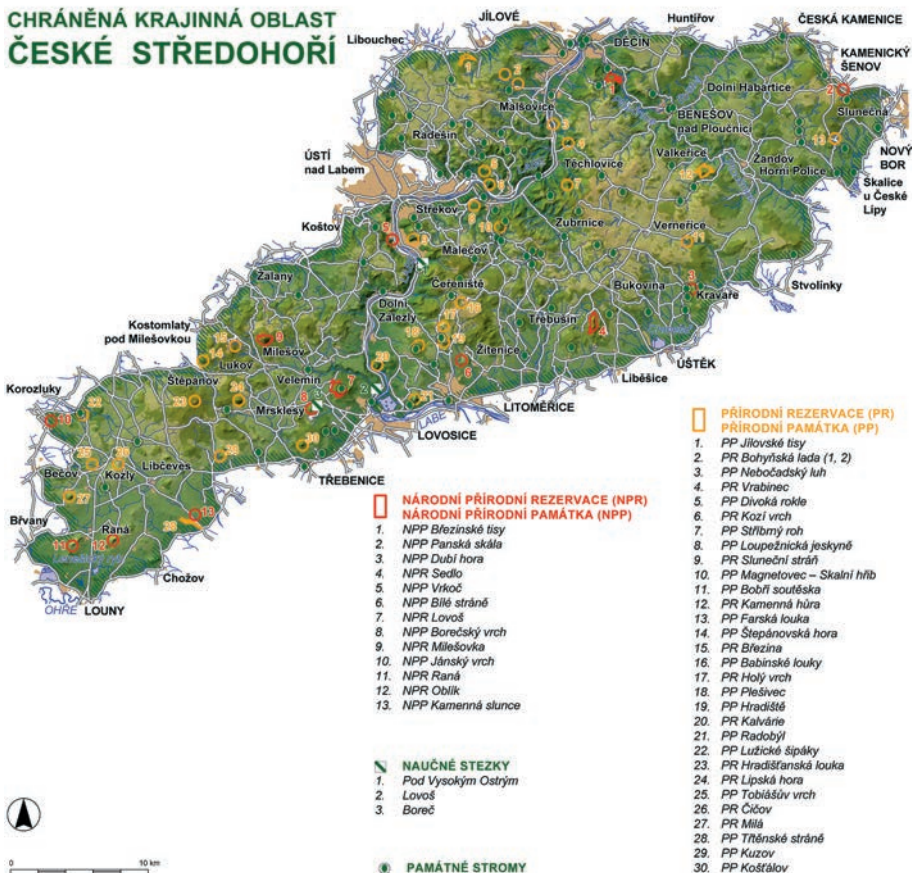 CHRÁNĚNÁ KRAJINNÁ OBLAST
ČESKÉ STŘEDOHOŘÍ
JÍLOVÉ
Huntířov
ČESKÁ KAMENICE
Libouchec
DĚČÍN
KAMENICKÝ
ŠENOV
Dolní Habartice
Slunečná
Malšovice
BENEŠOV
nad Ploučnicí
Radešín
NOVÝ
BOR
ÚSTÍ
nad Labem
Těchlovice
Valkeřice
Žandov
Horní Police
Skalice
u České
Lípy
Střekov
Koštov
Zubrnice
Verneřice
Malečov
Žalany
Čeřeniště
Bukovina
Stvolínky
Kravaře
Dolní
Zálezly
Třebušín
Kostomlaty
pod Milešovkou
Milešov
Lukov
Žitenice
ÚŠTĚK
Liběšice
Korozluky
Štěpánov
Velemín
Mrsklesy
LITOMĚŘICE
LABE
LOVOSICE
TŘEBENICE
Libčeves
Bečov
Kozly
Břvany
Raná
Chožov
OHŘE
LOUNY
NÁRODNÍ PŘÍRODNÍ REZERVACE (NPR)
NÁRODNÍ PŘÍRODNÍ PAMÁTKA (NPP)
1. NPP Březinské tisy
2. NPP Panská skála
3. NPP Dubí hora
4. NPR Sedlo
5. NPP Vrkoč
6. NPP Bílé stráně
7. NPR Lovoš
8. NPP Borečský vrch
9. NPR Milešovka
10. NPP Jánský vrch
11. NPR Raná
12. NPR Oblík
13. NPP Kamenná slunce
NAUČNÉ STEZKY
1. Pod Vysokým Ostrým
2. Lovoš
3. Boreč
PAMÁTNÉ STROMY
PŘÍRODNÍ REZERVACE (PR)
PŘÍRODNÍ PAMÁTKA (PP)
1. PP Jílovské tisy
2. PR Bohyňská lada (1, 2)
3. PP Nebočadský luh
4. PR Vrabinec
5. PP Divoká rokle
6. PR Kozí vrch
7. PP Stříbrný roh
8. PP Loupežnická jeskyně
9. PR Sluneční stráň
10. PP Magnetovec – Skalní hřib
11. PP Bobří soutěska
12. PR Kamenná hůra
13. PP Farská louka
14. PP Štěpánovská hora
15. PR Březina
16. PP Babinské louky
17. PR Holý vrch
18. PP Plešivec
19. PP Hradiště
20. PR Kalvárie
21. PP Radobýl
22. PP Lužické šipáky
23. PR Hradišťanská louka
24. PR Lipská hora
25. PP Tobiášův vrch
26. PR Číčov
27. PR Milá
28. PP Třtěnské stráně
29. PP Kuzov
30. PP Košťálov
0 10 km